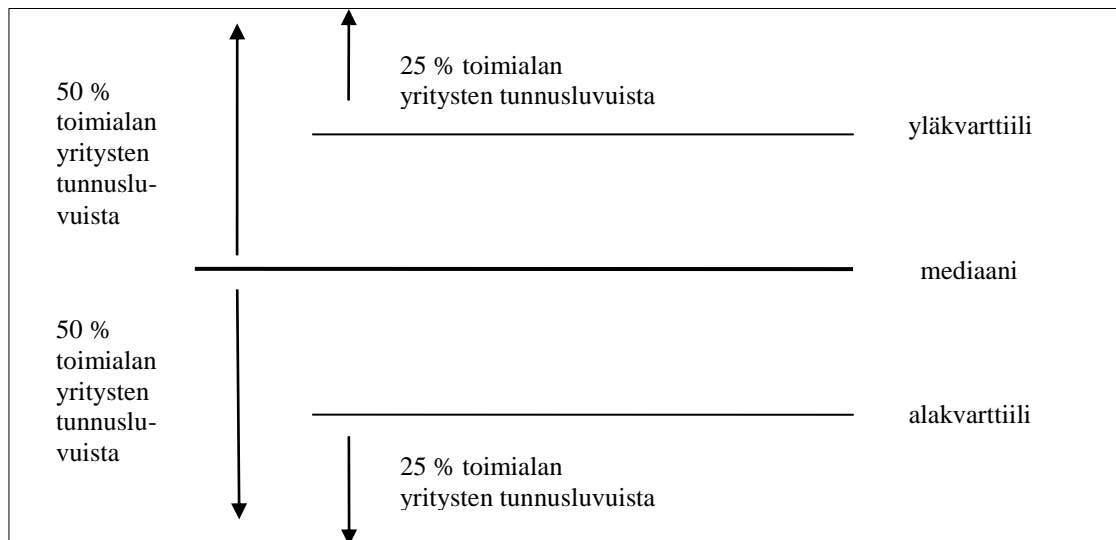 25 % toimialan
yritysten tunnusluvuista
50 %
toimialan
yritysten
tunnuslu-
vuista
yläkvarttiili
mediaani
50 %
toimialan
yritysten
tunnuslu-
vuista
alakvarttiili
25 % toimialan
yritysten tunnusluvuista